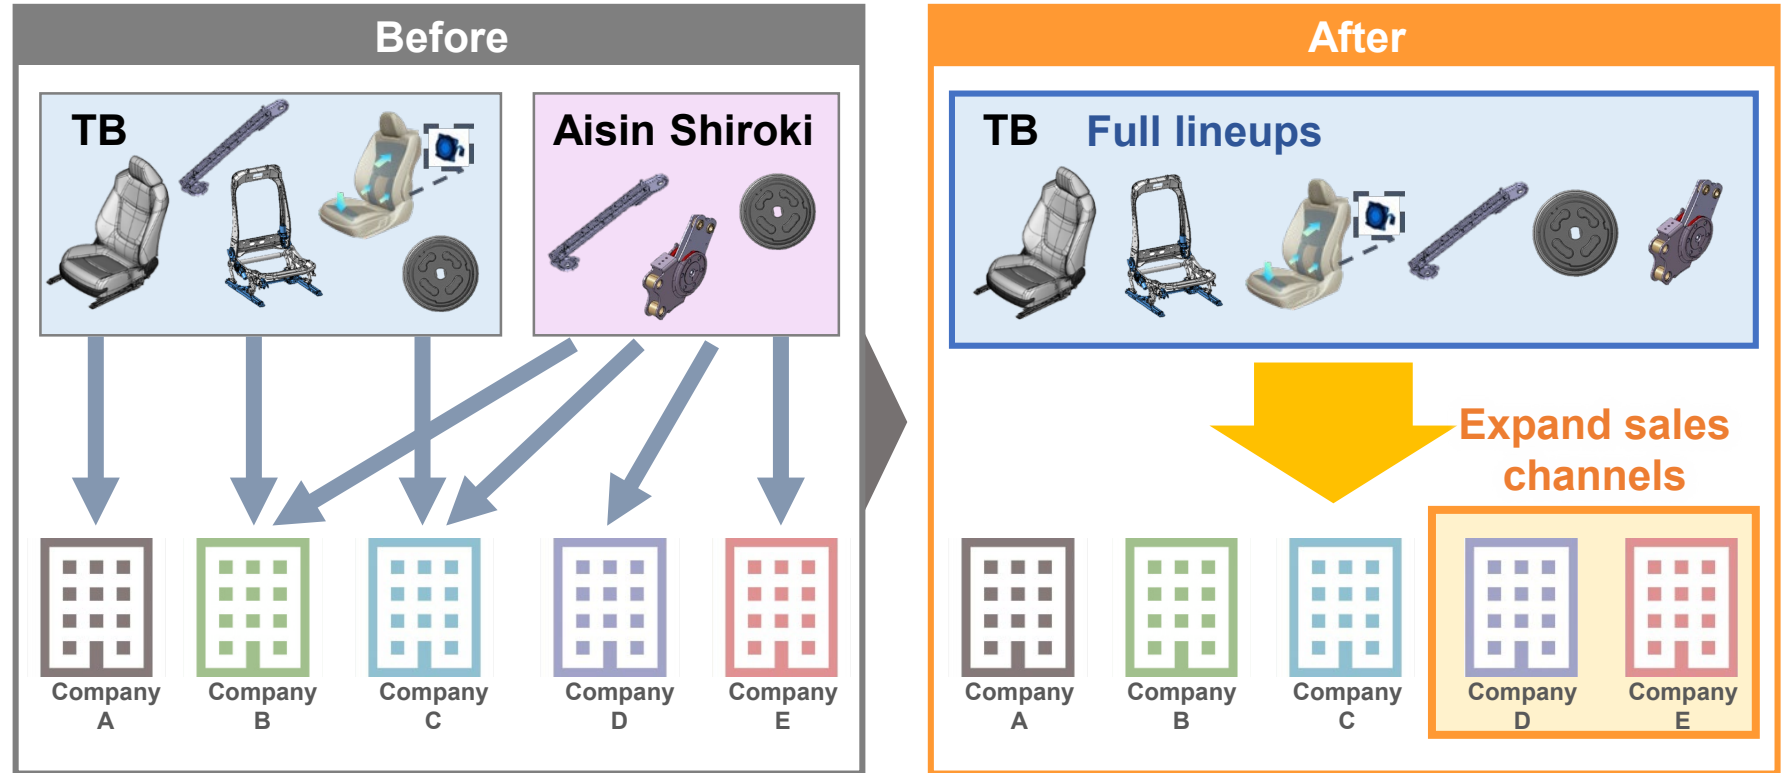 Before
TB
Aisin Shiroki
Company
A
Company
B
Company
C
Company
D
Company
E
After
TB Full lineups
Expand sales
channels
Company
A
Company
B
Company
C
Company
D
Company
E